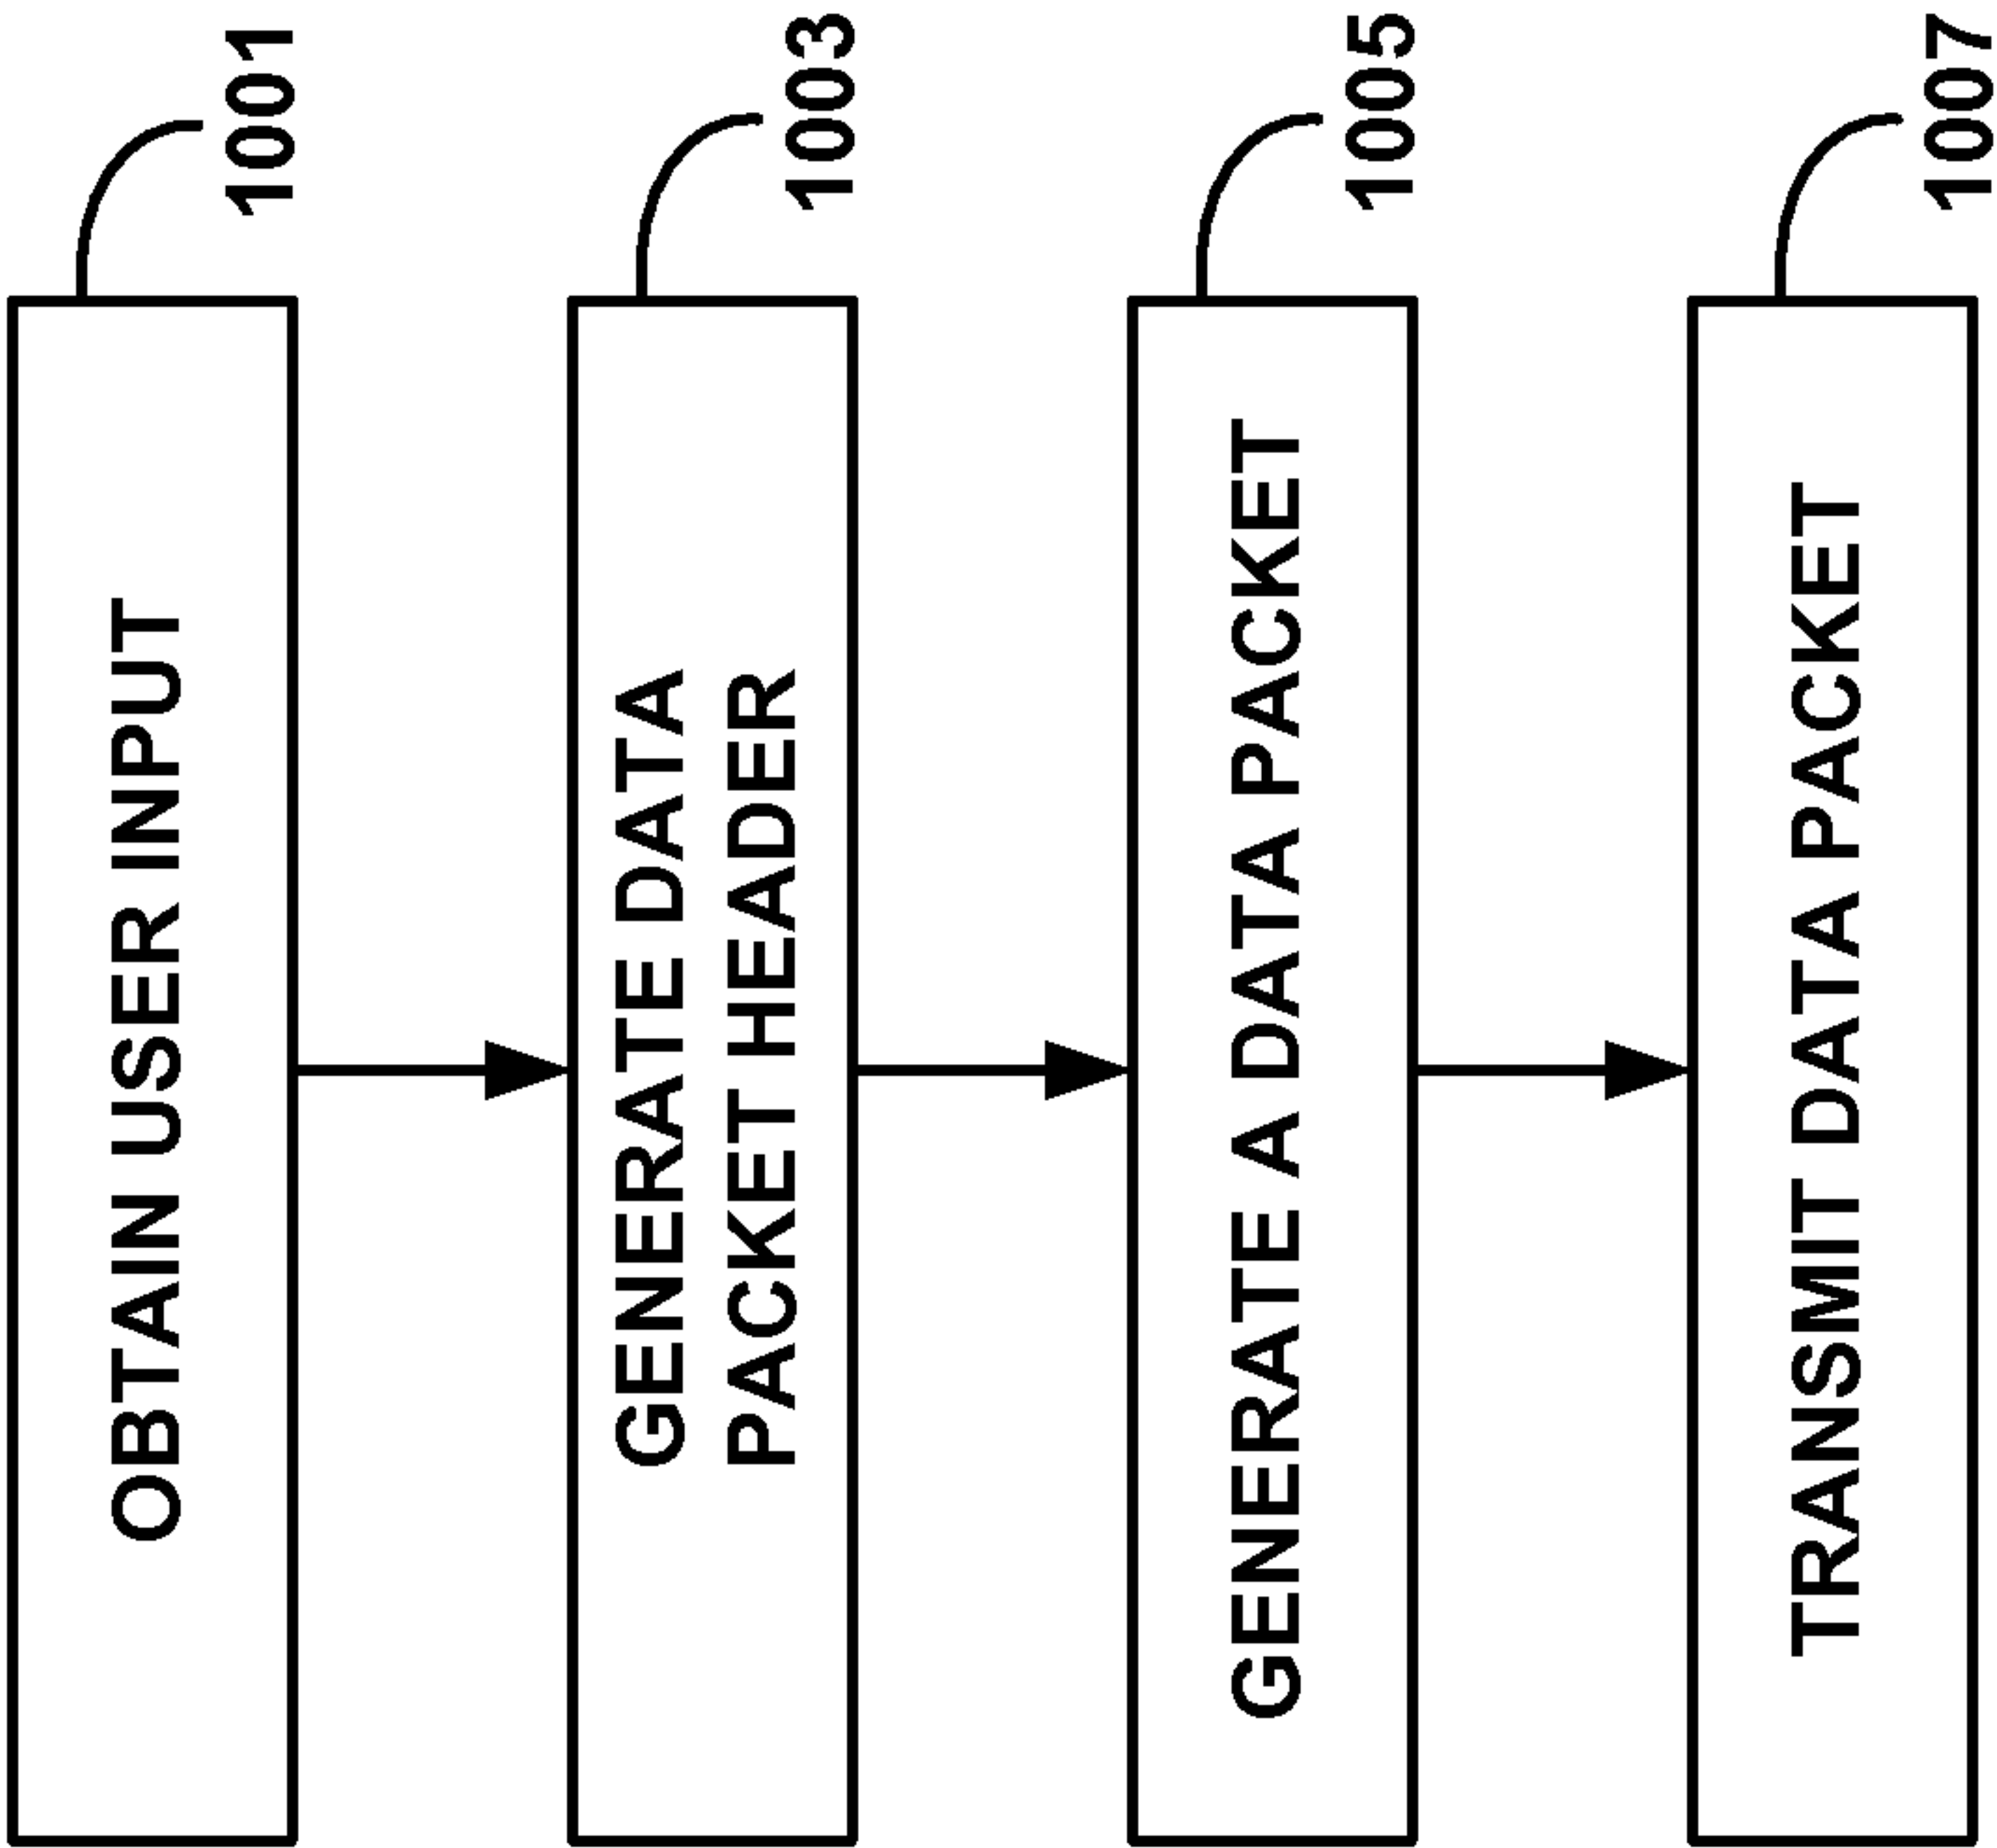 OBTAIN USER INPUT
1001
GENERATE DATA
PACKET HEADER
1003
GENERATE A DATA PACKET
1005
TRANSMIT DATA PACKET
1007